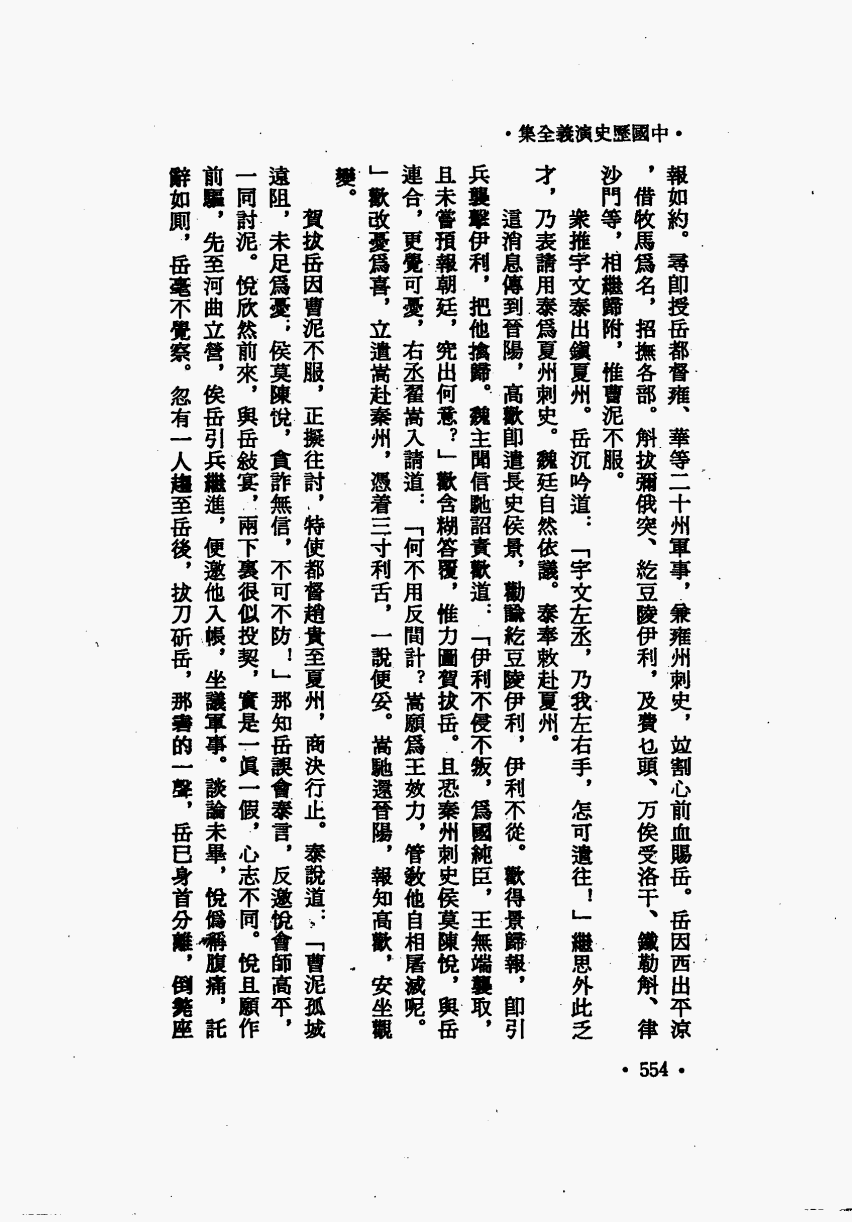 •中國歷史演義全集•
報如約。尋卽授岳都督雍、華等二十州軍事，兼雍州刺史，竝割心前血賜岳。岳因西出平涼
，借牧馬爲名，招撫各部。斛拔彌俄突、紇豆陵伊利，及費乜頭、万俟受洛干、鐵勒斛、律
沙門等，相繼歸附，惟曹泥不服。
衆推宇文泰出鎭夏州。岳沉吟道：「宇文左丞，乃我左右手，怎可遣往！」繼思外此乏
才，乃表請用泰爲夏州刺史。魏廷自然依議。泰奉敕赴夏州。
這消息傳到晉陽，高歡卽遣長史侯景，勸諭紇豆陵伊利，伊利不從。歡得景歸報，卽引
兵襲擊伊利，把他擒歸。魏主聞信馳詔責歡道：「伊利不侵不叛，爲國純臣，王無端襲取，
且未嘗預報朝廷，究出何意？」歡含糊答覆，惟力圖賀拔岳。且恐秦州刺史侯莫陳悅，與岳
連合，更覺可憂，右丞翟嵩入請道：「何不用反間計？嵩願爲王效力，管敎他自相屠滅呢。
」歡改憂爲喜，立遣嵩赴秦州，憑着三寸利舌，一說便妥。嵩馳還晉陽，報知高歡，安坐觀
變。
賀拔岳因曹泥不服，正擬往討，特使都督趙貴至夏州，商決行止。泰說道：「曹泥孤城
遠阻，未足爲憂；侯莫陳悅，貪詐無信，不可不防！」那知岳誤會泰言，反邀悅會師高平，
一同討泥。悅欣然前來，與岳敍宴，兩下裏很似投契，實是一眞一假，心志不同。悅且願作
前驅，先至河曲立營，俟岳引兵繼進，便邀他入帳，坐議軍事。談論未畢，悅僞稱腹痛，託
辭如厠，岳毫不覺察。忽有一人趨至岳後，拔刀斫岳，那砉的一聲，岳已身首分離，倒斃座
•554•